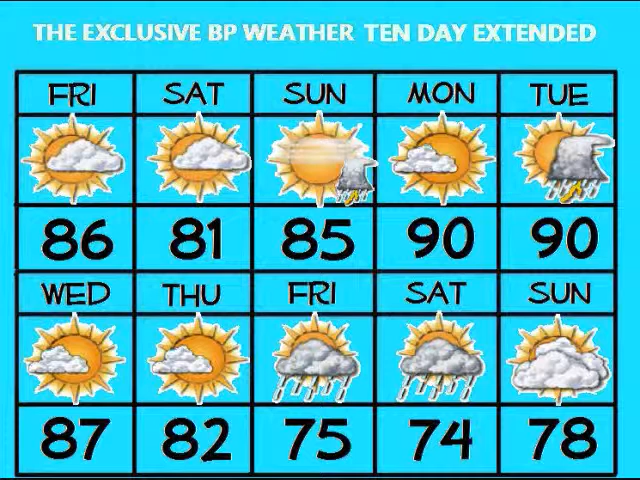 THE EXCLUSIVE BP WEATHER TEN DAY EXTENDED
FRI SAT SUN MON TUE
86 81 85 90 90
WED THU FRI SAT SUN
87 82 75 74 78